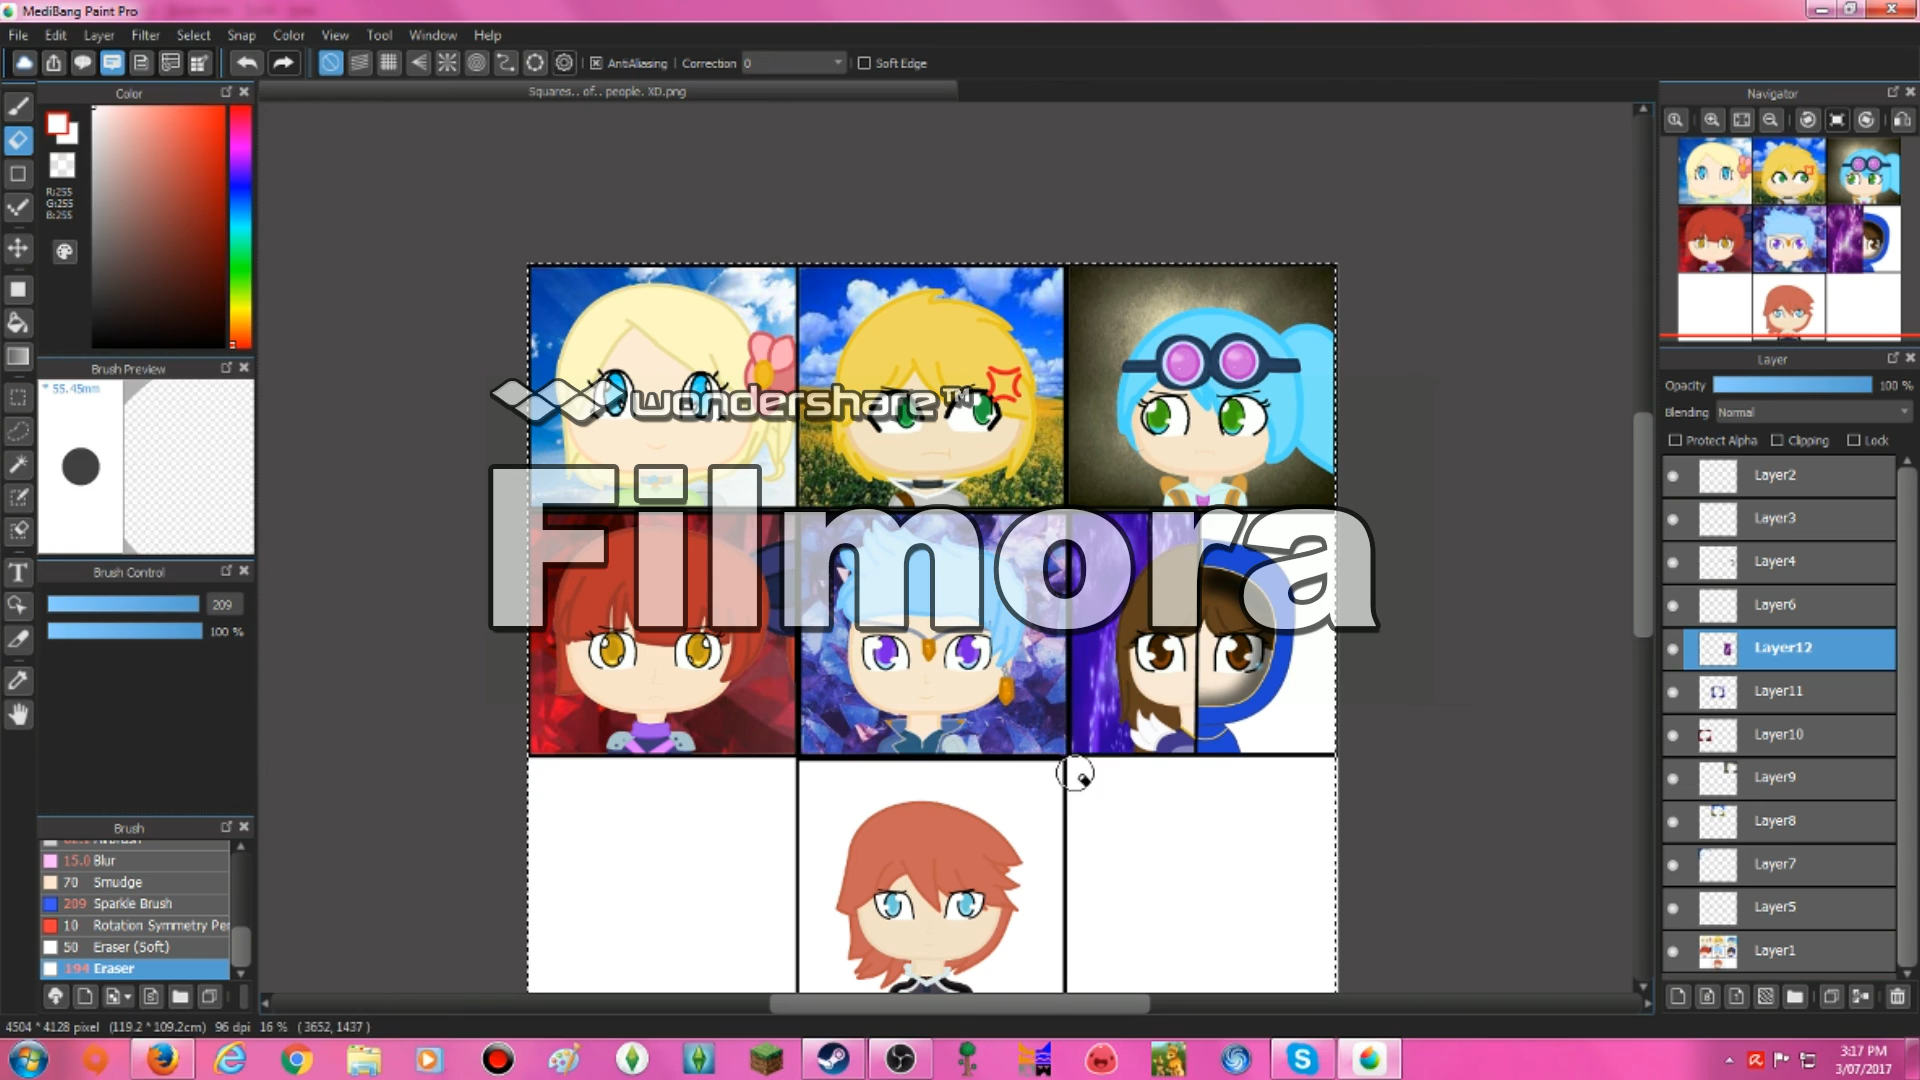 MediBang Paint Pro
File Edit Layer Filter Select Snap Color View Tool Window Help
AntiAliasing Correction 0 Soft Edge
Color
Squares.. of.. people. XD.png
Navigator
R:255
G:255
B:255
Brush Preview
* 55.45mm
Layer
Opacity 100 %
Blending Normal
Protect Alpha Clipping Lock
wondershare™
Filmora
Layer2
Layer3
Layer4
Layer6
Layer12
Layer11
Layer10
Layer9
Layer8
Layer7
Layer5
Layer1
Brush Control
209
100 %
Brush
15.0 Blur
70 Smudge
209 Sparkle Brush
10 Rotation Symmetry Per
50 Eraser (Soft)
194 Eraser
4504 * 4128 pixel (119.2 * 109.2cm) 96 dpi 16 % ( 3652, 1437 )
3:17 PM
3/07/2017